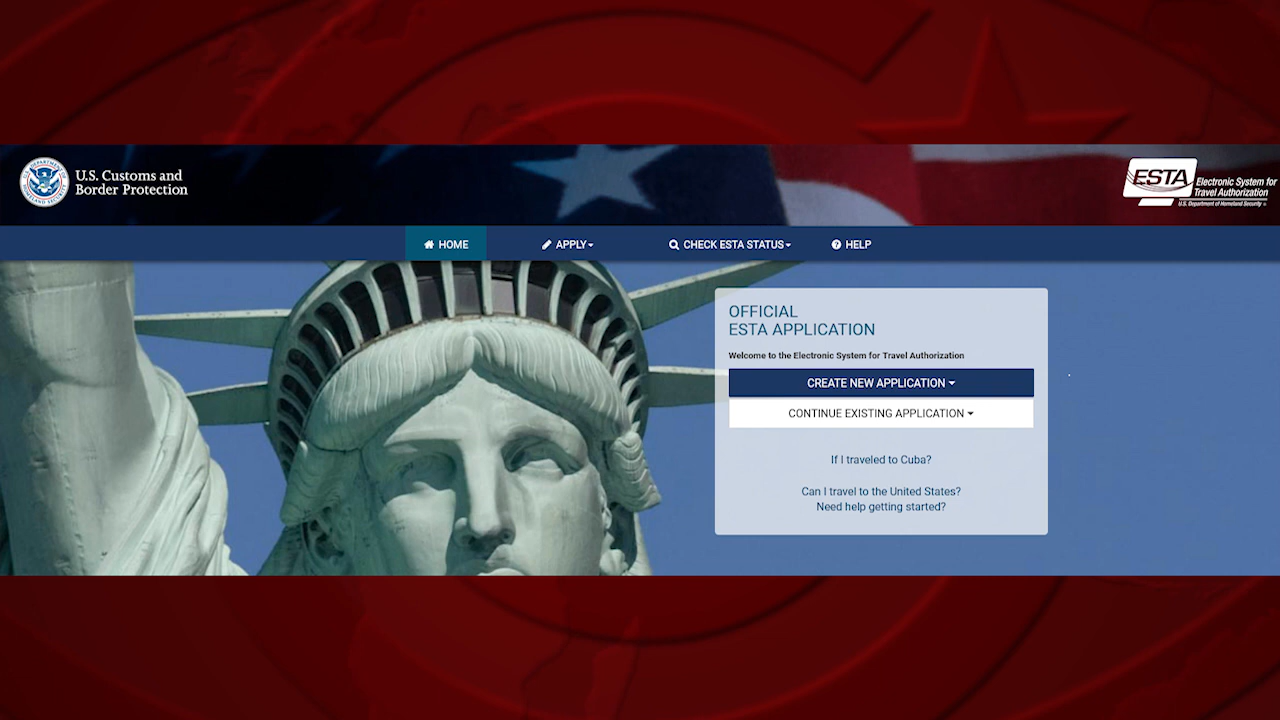 U.S. Customs and
Border Protection
ESTA
Electronic System for
Travel Authorization
U.S. Department of Homeland Security
HOME
APPLY
CHECK ESTA STATUS
HELP
OFFICIAL
ESTA APPLICATION
Welcome to the Electronic System for Travel Authorization
CREATE NEW APPLICATION
CONTINUE EXISTING APPLICATION
If I traveled to Cuba?
Can I travel to the United States?
Need help getting started?